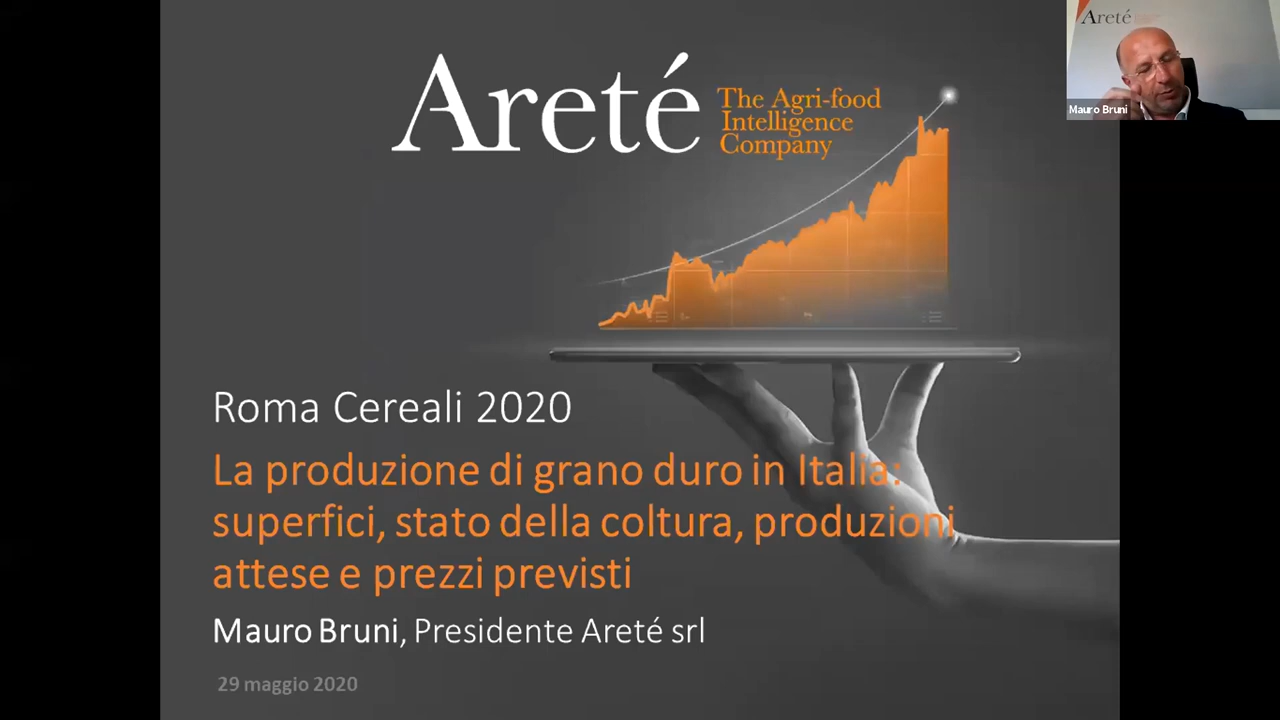 Areté
The Agri-food
Intelligence
Company
Areté
Mauro Bruni
Roma Cereali 2020
La produzione di grano duro in Italia:
superfici, stato della coltura, produzioni
attese e prezzi previsti
Mauro Bruni, Presidente Areté srl
29 maggio 2020